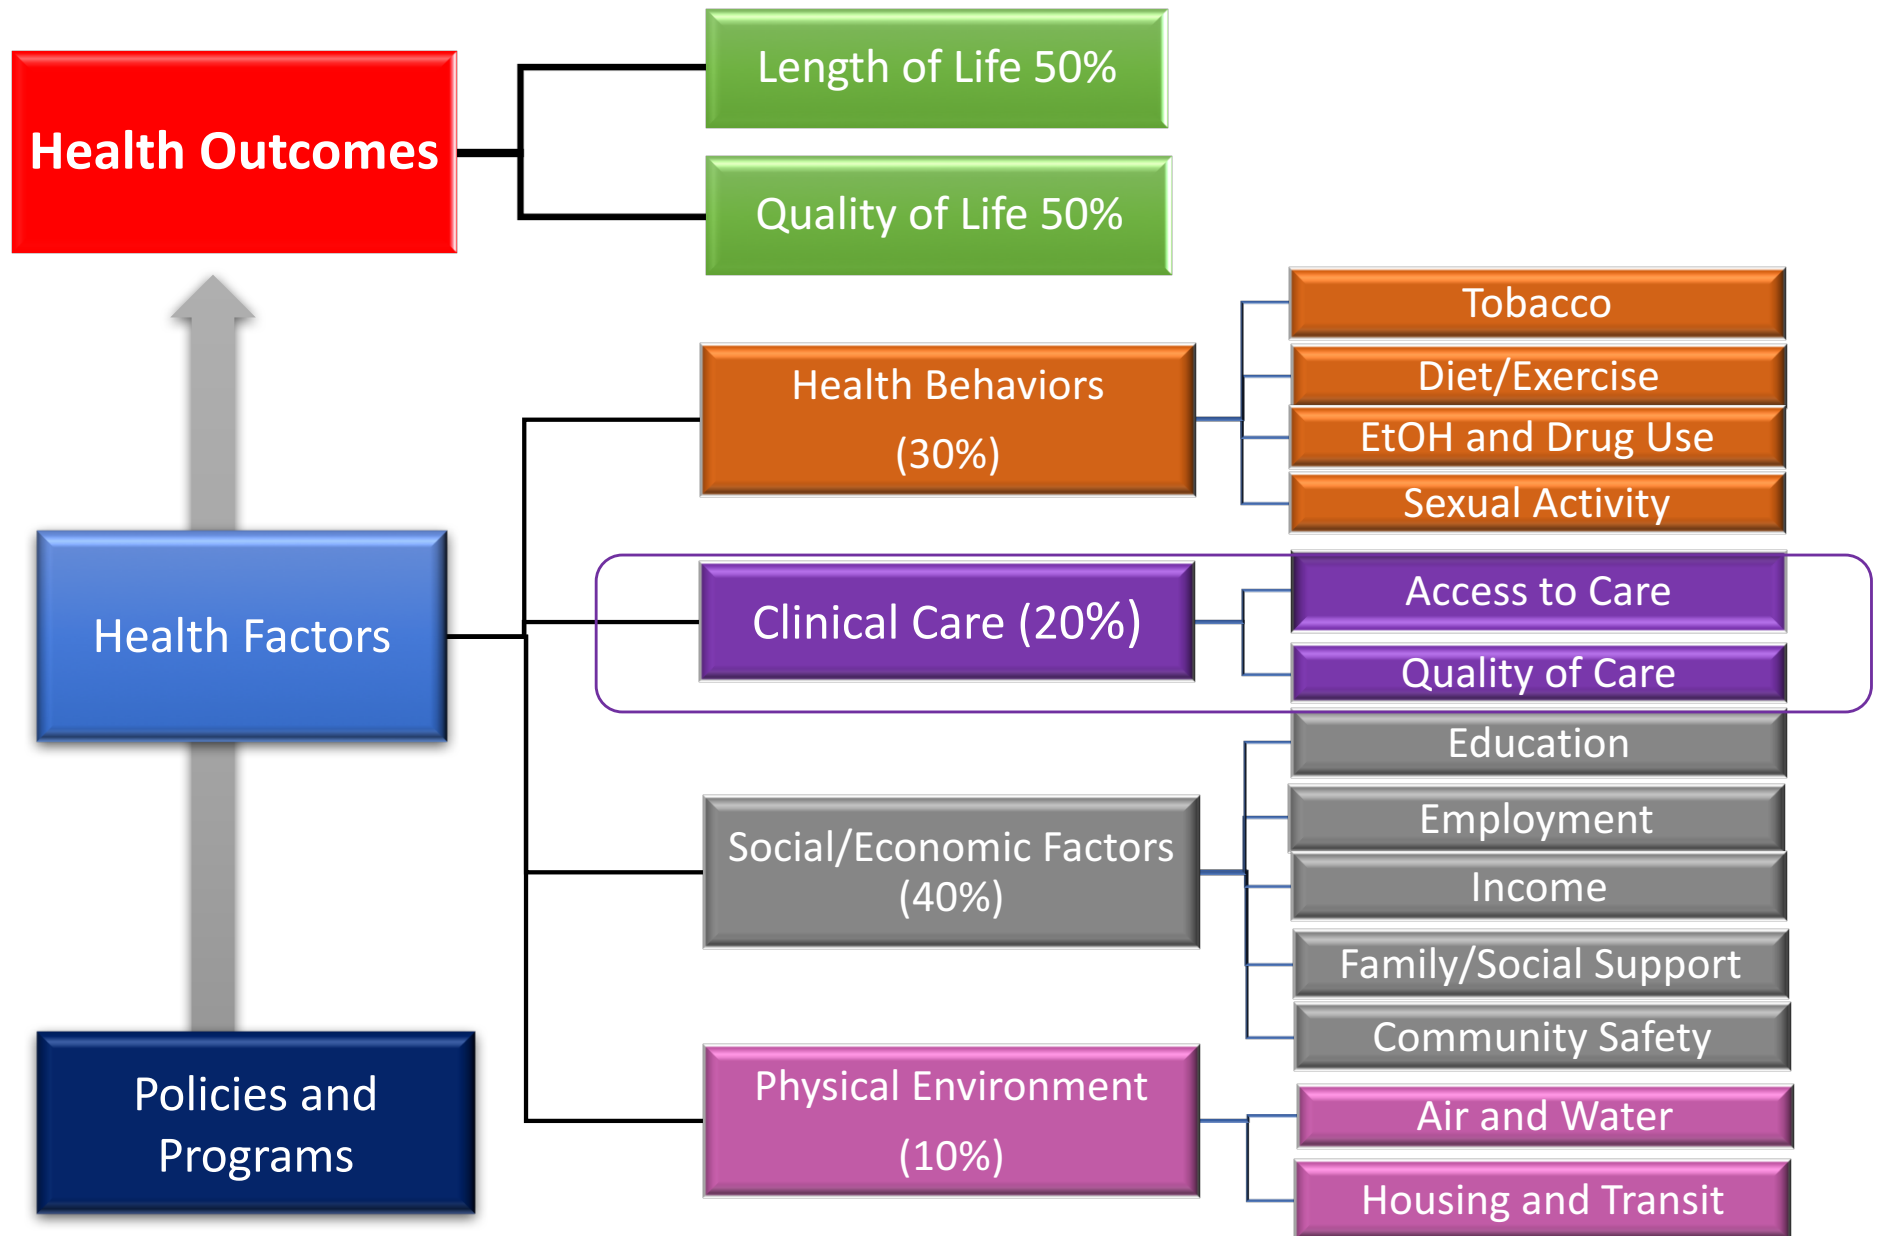 Health Outcomes
Length of Life 50%
Quality of Life 50%
Health Factors
Health Behaviors
(30%)
Tobacco
Diet/Exercise
EtOH and Drug Use
Sexual Activity
Clinical Care (20%)
Access to Care
Quality of Care
Social/Economic Factors
(40%)
Education
Employment
Income
Family/Social Support
Community Safety
Physical Environment
(10%)
Air and Water
Housing and Transit
Policies and
Programs